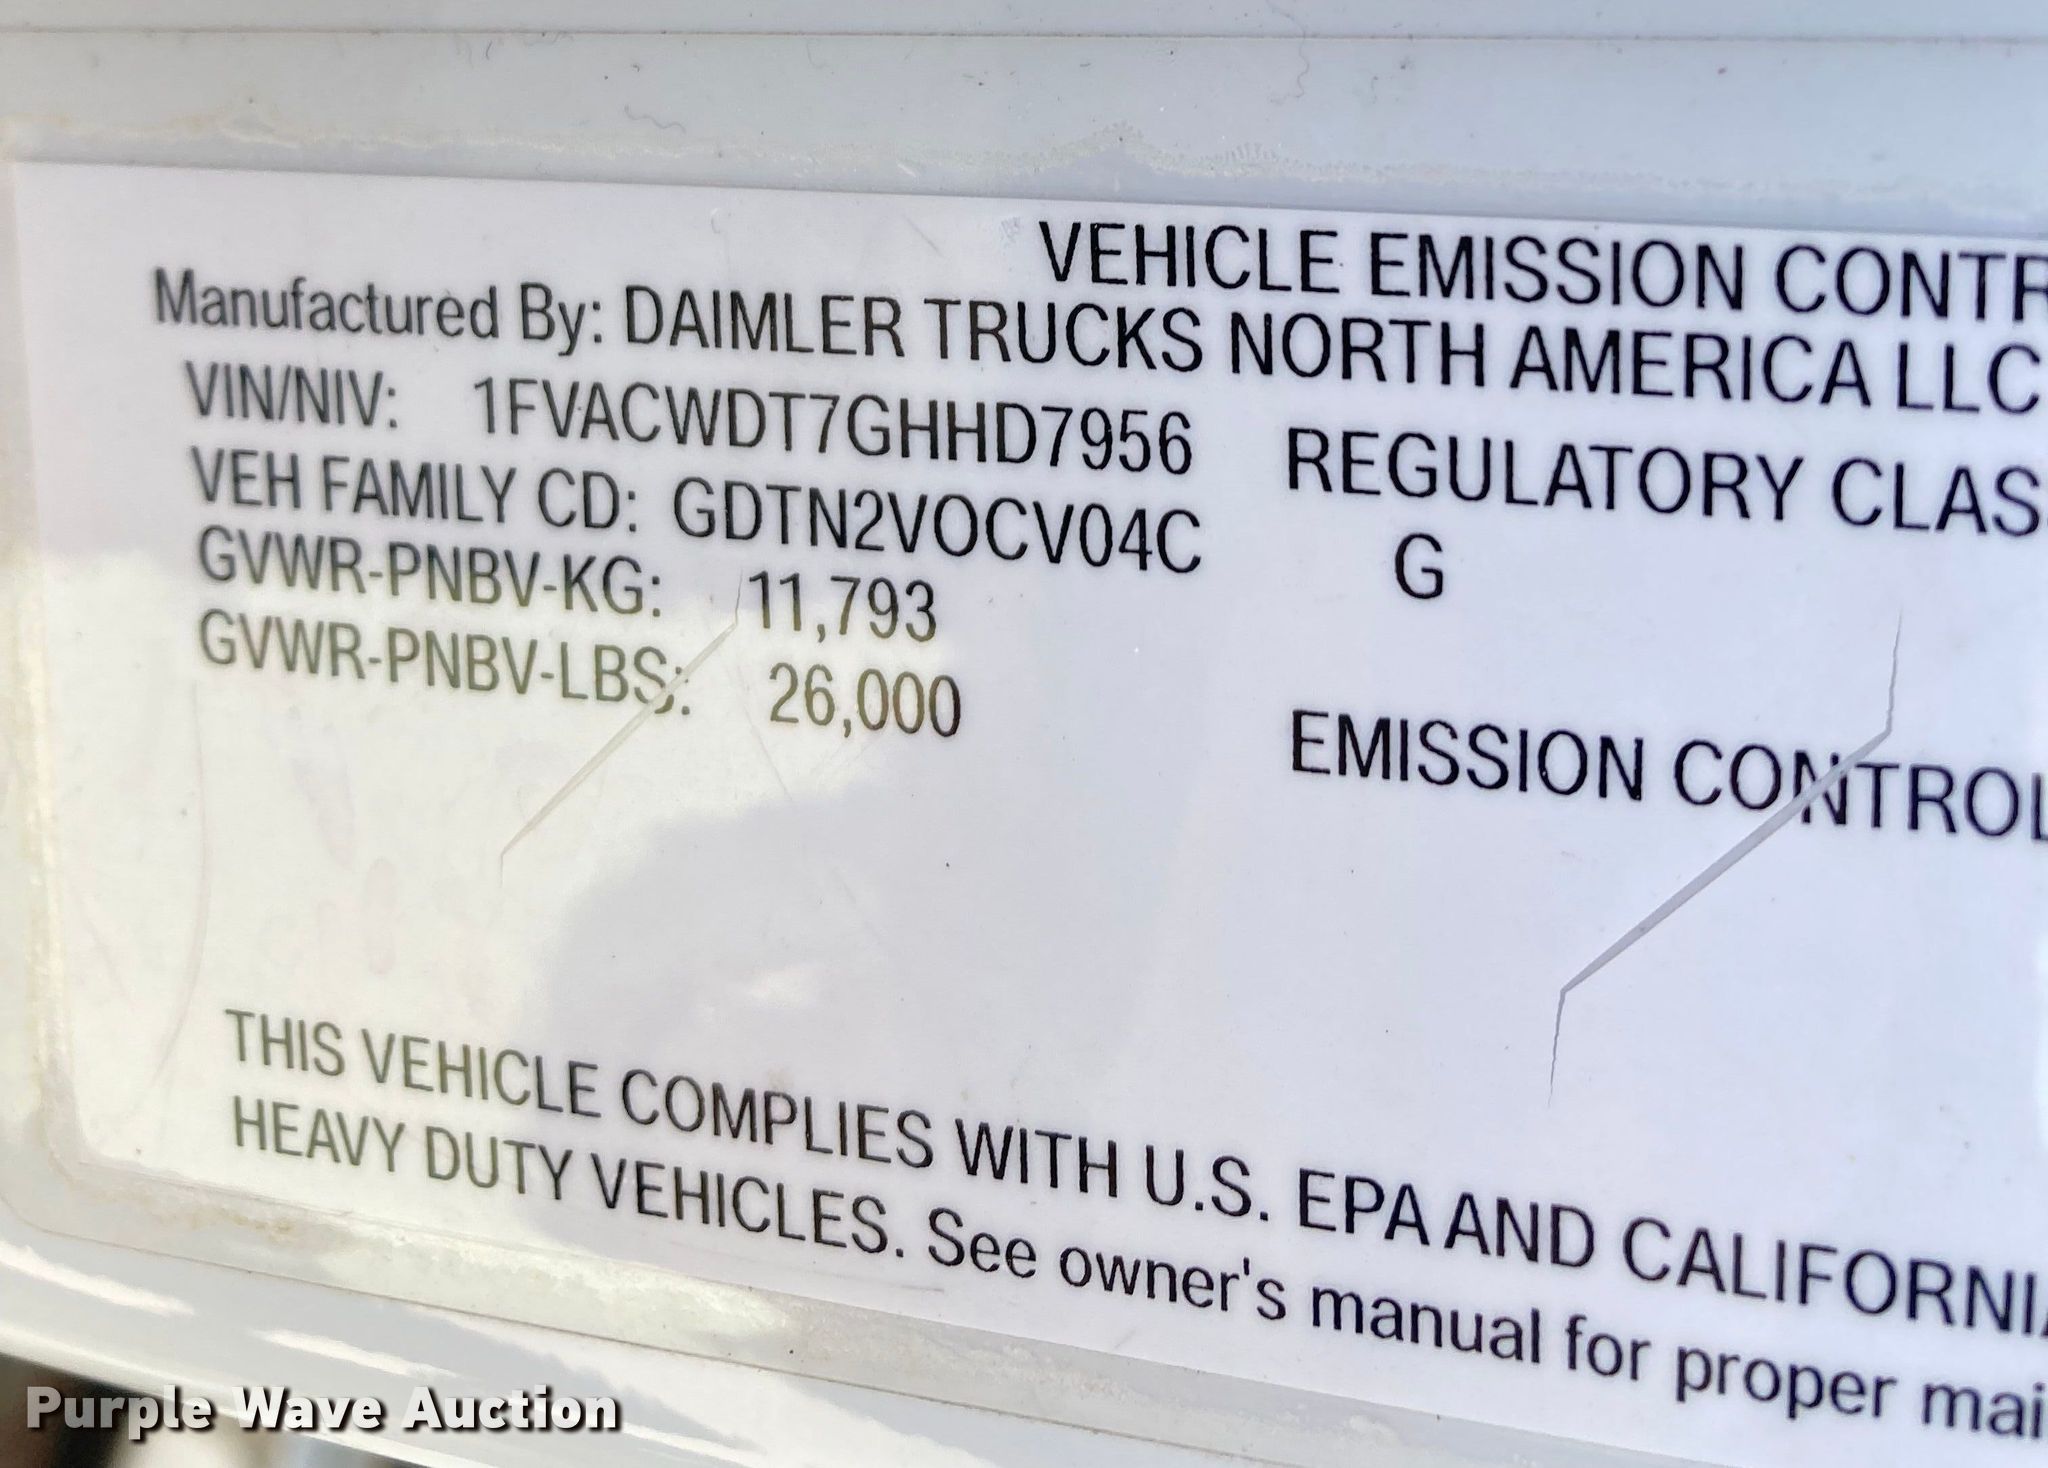 VEHICLE EMISSION CONTR
Manufactured By: DAIMLER TRUCKS NORTH AMERICA LLC
VIN/NIV: 1FVACWDT7GHHD7956 REGULATORY CLAS
VEH FAMILY CD: GDTN2VOCV04C G
GVWR-PNBV-KG: 11,793
GVWR-PNBV-LBS: 26,000
EMISSION CONTROL
THIS VEHICLE COMPLIES WITH U.S. EPA AND CALIFORNIA
HEAVY DUTY VEHICLES. See owner's manual for proper mai
Purple Wave Auction